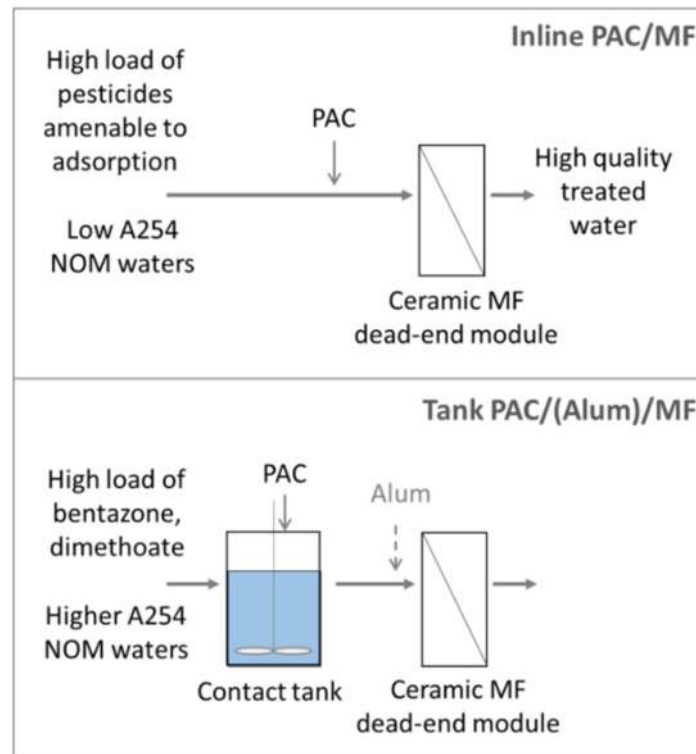 Inline PAC/MF
High load of
pesticides
amenable to
adsorption
PAC
Low A254
NOM waters
High quality
treated
water
Ceramic MF
dead-end module
Tank PAC/(Alum)/MF
High load of
bentazone,
dimethoate
PAC
Alum
Higher A254
NOM waters
Contact tank
Ceramic MF
dead-end module